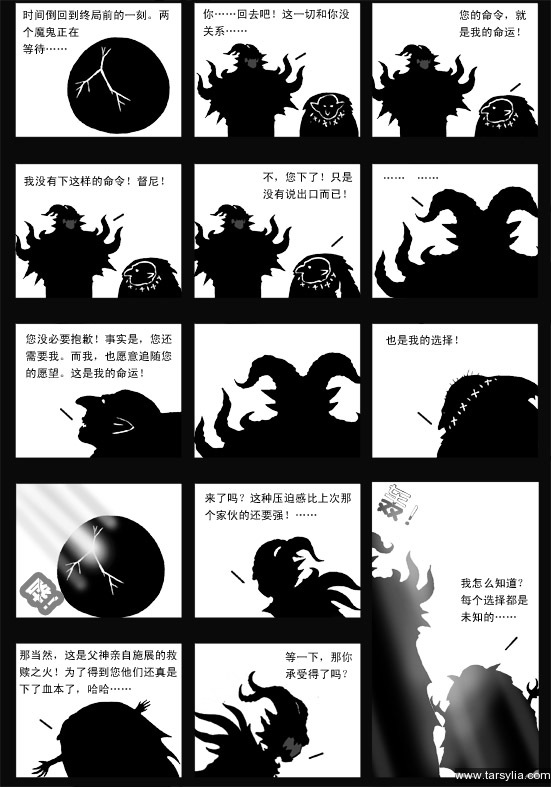 时间倒回到终局前的一刻。两
个魔鬼正在
等待……
你……回去吧！这一切和你没
关系……
您的命令，就
是我的命运！
我没有下这样的命令！督尼！
不，您下了！只是
没有说出口而已！
…… ……
您没必要抱歉！事实是，您还
需要我。而我，也愿意追随您
的愿望。这是我的命运！
也是我的选择！
来了吗？这种压迫感比上次那
个家伙的还要强！……
我怎么知道？
每个选择都是
未知的……
那当然，这是父神亲自施展的救
赎之火！为了得到您他们还真是
下了血本了，哈哈……
等一下，那你
承受得了吗？
www.tarsylia.com